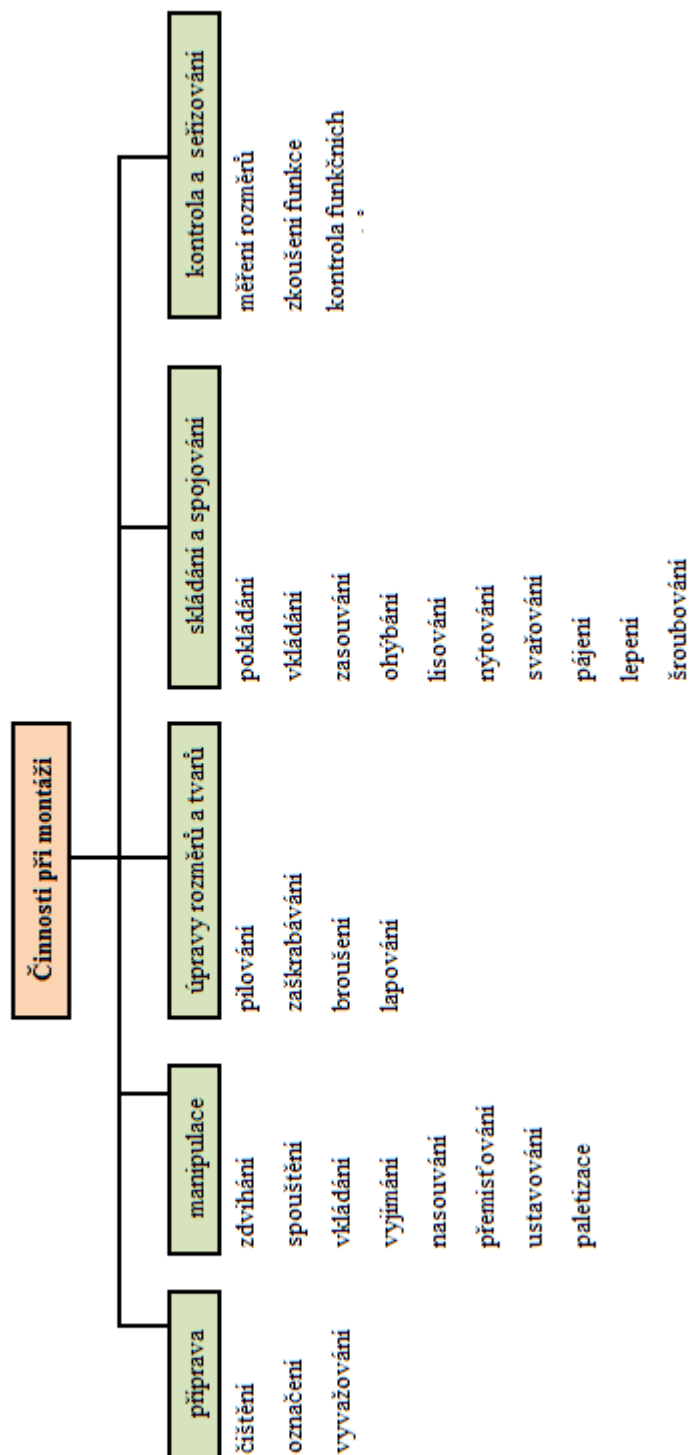 Činnosti při montáži
příprava
čištění
označení
vyvažování
manipulace
zdvihání
spouštění
vkládání
vyjímání
nasouvání
přemisťování
ustavování
paletizace
úpravy rozměrů a tvarů
pilování
zaškrabávání
broušení
lapování
skládání a spojování
pokládání
vkládání
zasouvání
ohýbání
lisování
nýtování
svařování
pájení
lepení
šroubování
kontrola a seřizování
měření rozměrů
zkoušení funkce
kontrola funkčních